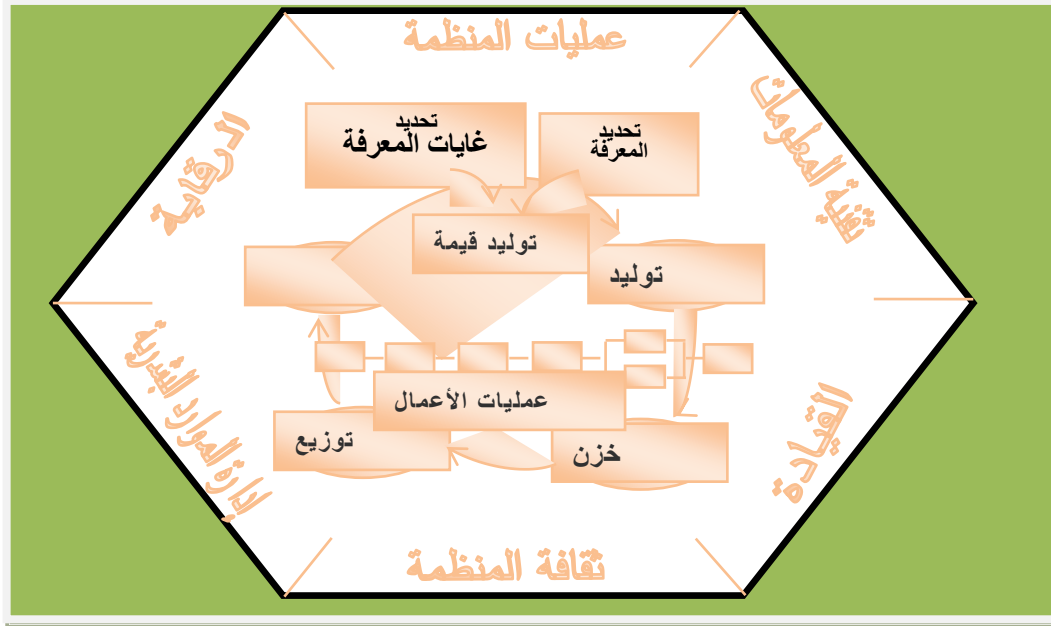 عمليات المنظمة
تقنية المعلومات
الرقابة
تحديد
غايات المعرفة
تحديد
المعرفة
توليد قيمة
توليد
عمليات الأعمال
توزيع
خزن
القيادة
إدارة الموارد البشرية
ثقافة المنظمة